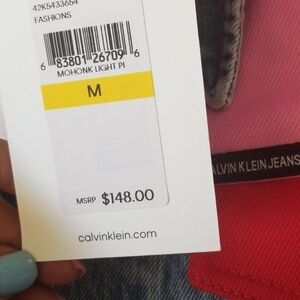 42K5433654
FASHIONS
6 83801 26709 6
MOHONK LIGHT PI
M
MSRP $148.00
calvinklein.com
ALVIN KLEIN JEANS